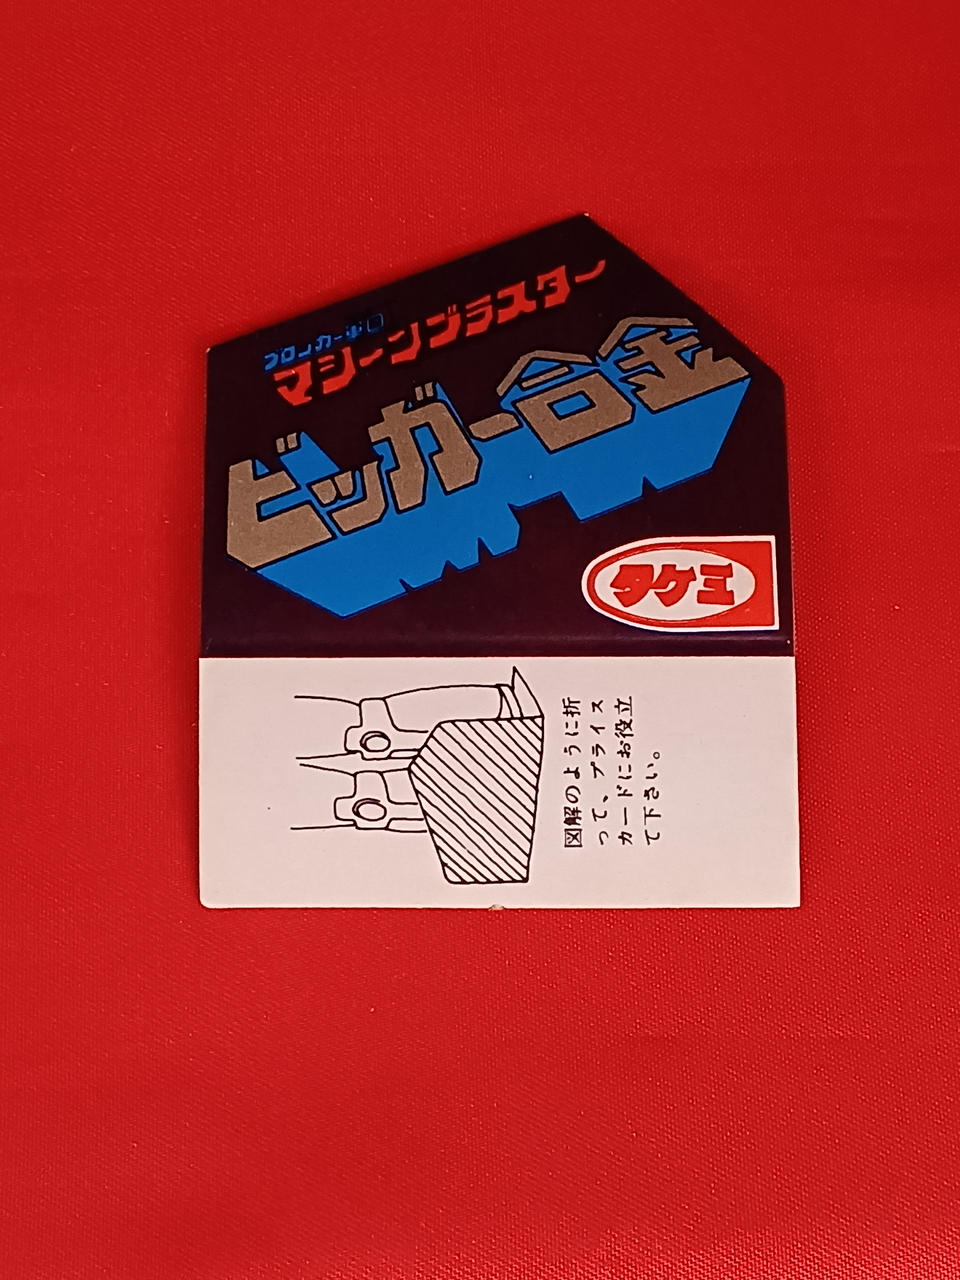 ブロッカー軍団
マシーンブラスター
ビッガー合金
タケミ
図解のように折
って、プライス
カードにお役立
て下さい。